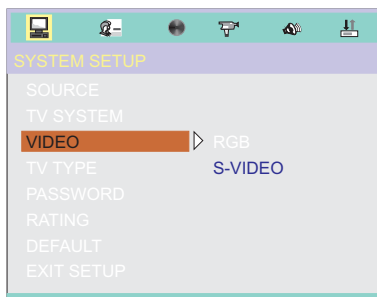 SYSTEM SETUP
SOURCE
TV SYSTEM
VIDEO RGB
TV TYPE S-VIDEO
PASSWORD
RATING
DEFAULT
EXIT SETUP